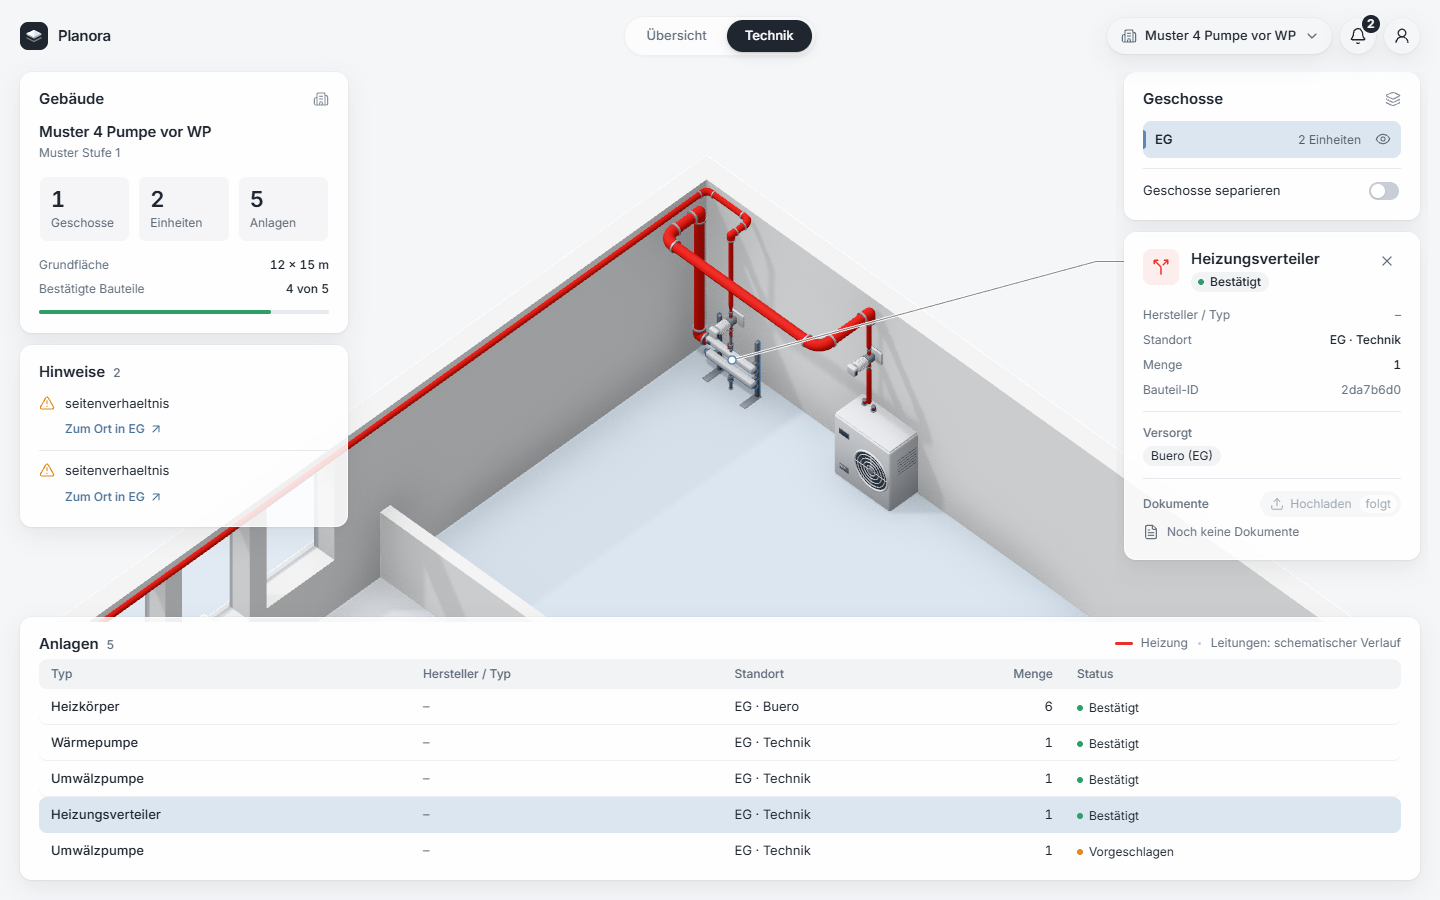 Planora
Übersicht
Technik
Muster 4 Pumpe vor WP
2
Gebäude
Muster 4 Pumpe vor WP
Muster Stufe 1
1
Geschosse
2
Einheiten
5
Anlagen
Grundfläche
12 × 15 m
Bestätigte Bauteile
4 von 5
Hinweise 2
seitenverhaeltnis
Zum Ort in EG
seitenverhaeltnis
Zum Ort in EG
Geschosse
EG
2 Einheiten
Geschosse separieren
Heizungsverteiler
Bestätigt
Hersteller / Typ
–
Standort
EG · Technik
Menge
1
Bauteil-ID
2da7b6d0
Versorgt
Buero (EG)
Dokumente
Hochladen
folgt
Noch keine Dokumente
Anlagen 5
Heizung • Leitungen: schematischer Verlauf
Typ Hersteller / Typ Standort Menge Status
Heizkörper – EG · Buero 6 Bestätigt
Wärmepumpe – EG · Technik 1 Bestätigt
Umwälzpumpe – EG · Technik 1 Bestätigt
Heizungsverteiler – EG · Technik 1 Bestätigt
Umwälzpumpe – EG · Technik 1 Vorgeschlagen